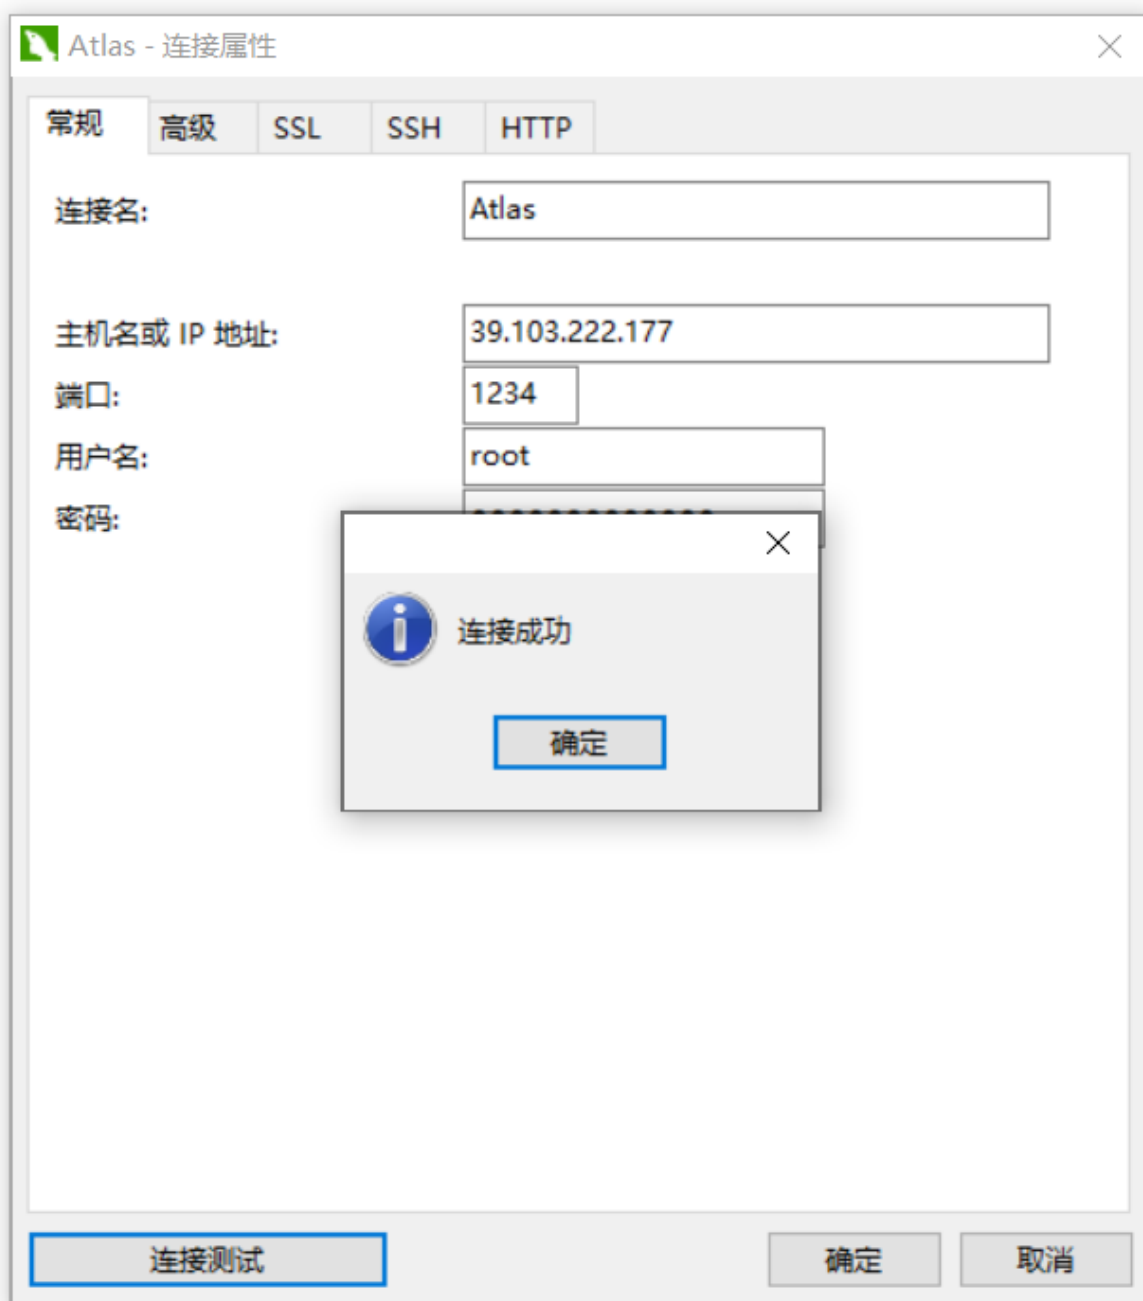 Atlas - 连接属性
常规 高级 SSL SSH HTTP
连接名: Atlas
主机名或 IP 地址: 39.103.222.177
端口: 1234
用户名: root
密码:
连接成功
确定
连接测试 确定 取消